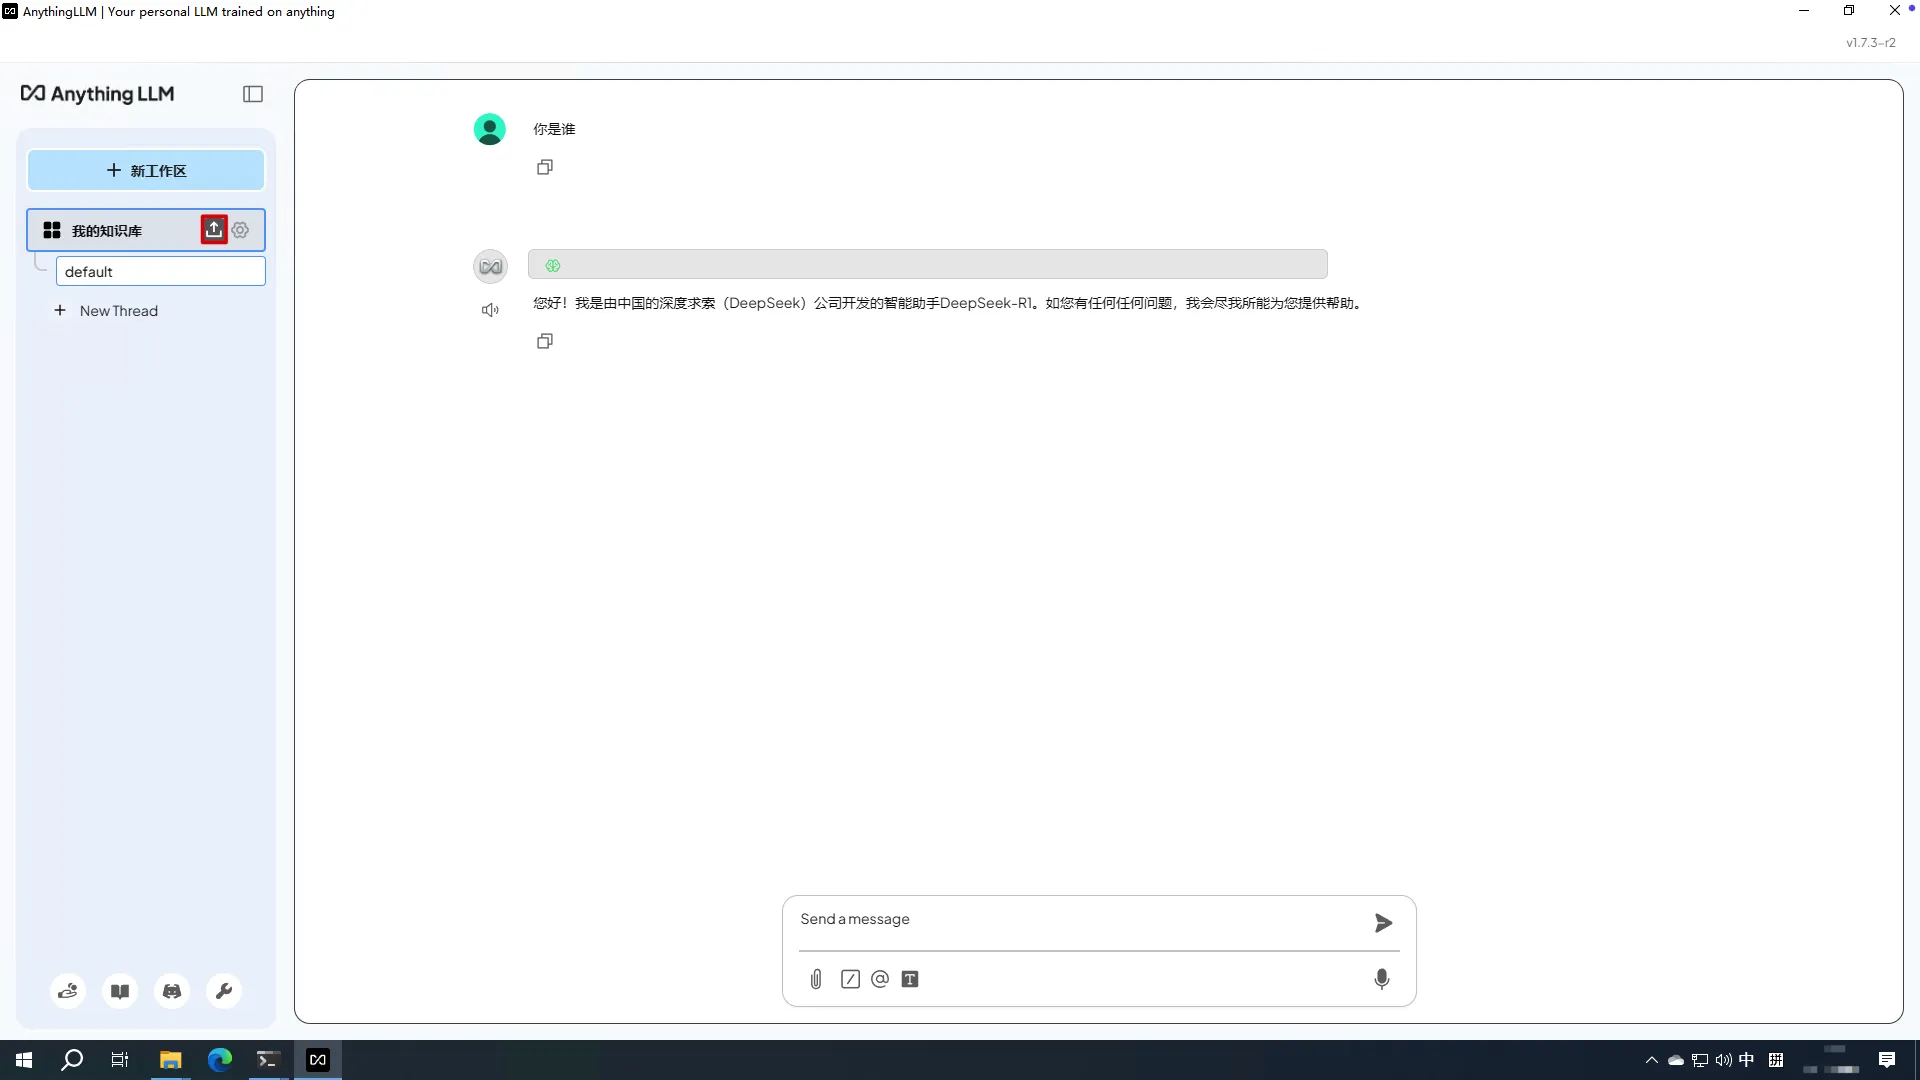 AnythingLLM | Your personal LLM trained on anything
v1.7.3-r2
Anything LLM
新工作区
我的知识库
default
New Thread
你是谁
您好！我是由中国的深度求索（DeepSeek）公司开发的智能助手DeepSeek-R1。如您有任何任何问题，我会尽我所能为您提供帮助。
Send a message
中
拼